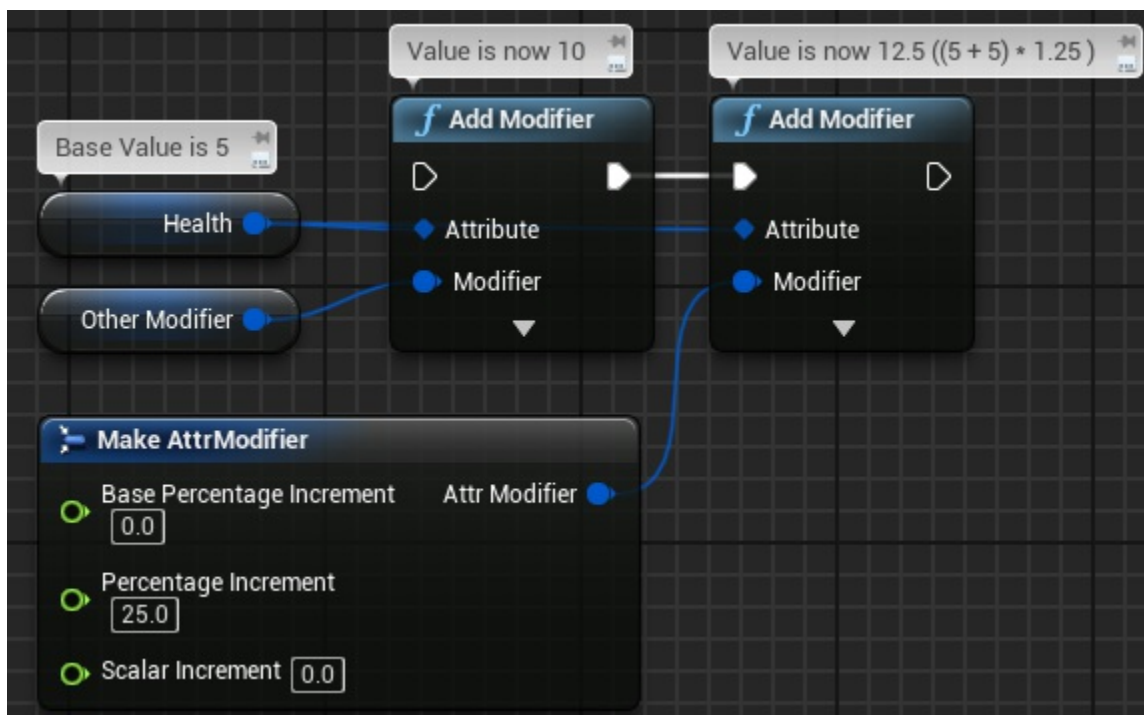 Value is now 10
Value is now 12.5 ((5 + 5) * 1.25 )
Base Value is 5
f Add Modifier
f Add Modifier
Health
Attribute
Attribute
Other Modifier
Modifier
Modifier
Make AttrModifier
Base Percentage Increment
Attr Modifier
0.0
Percentage Increment
25.0
Scalar Increment 0.0